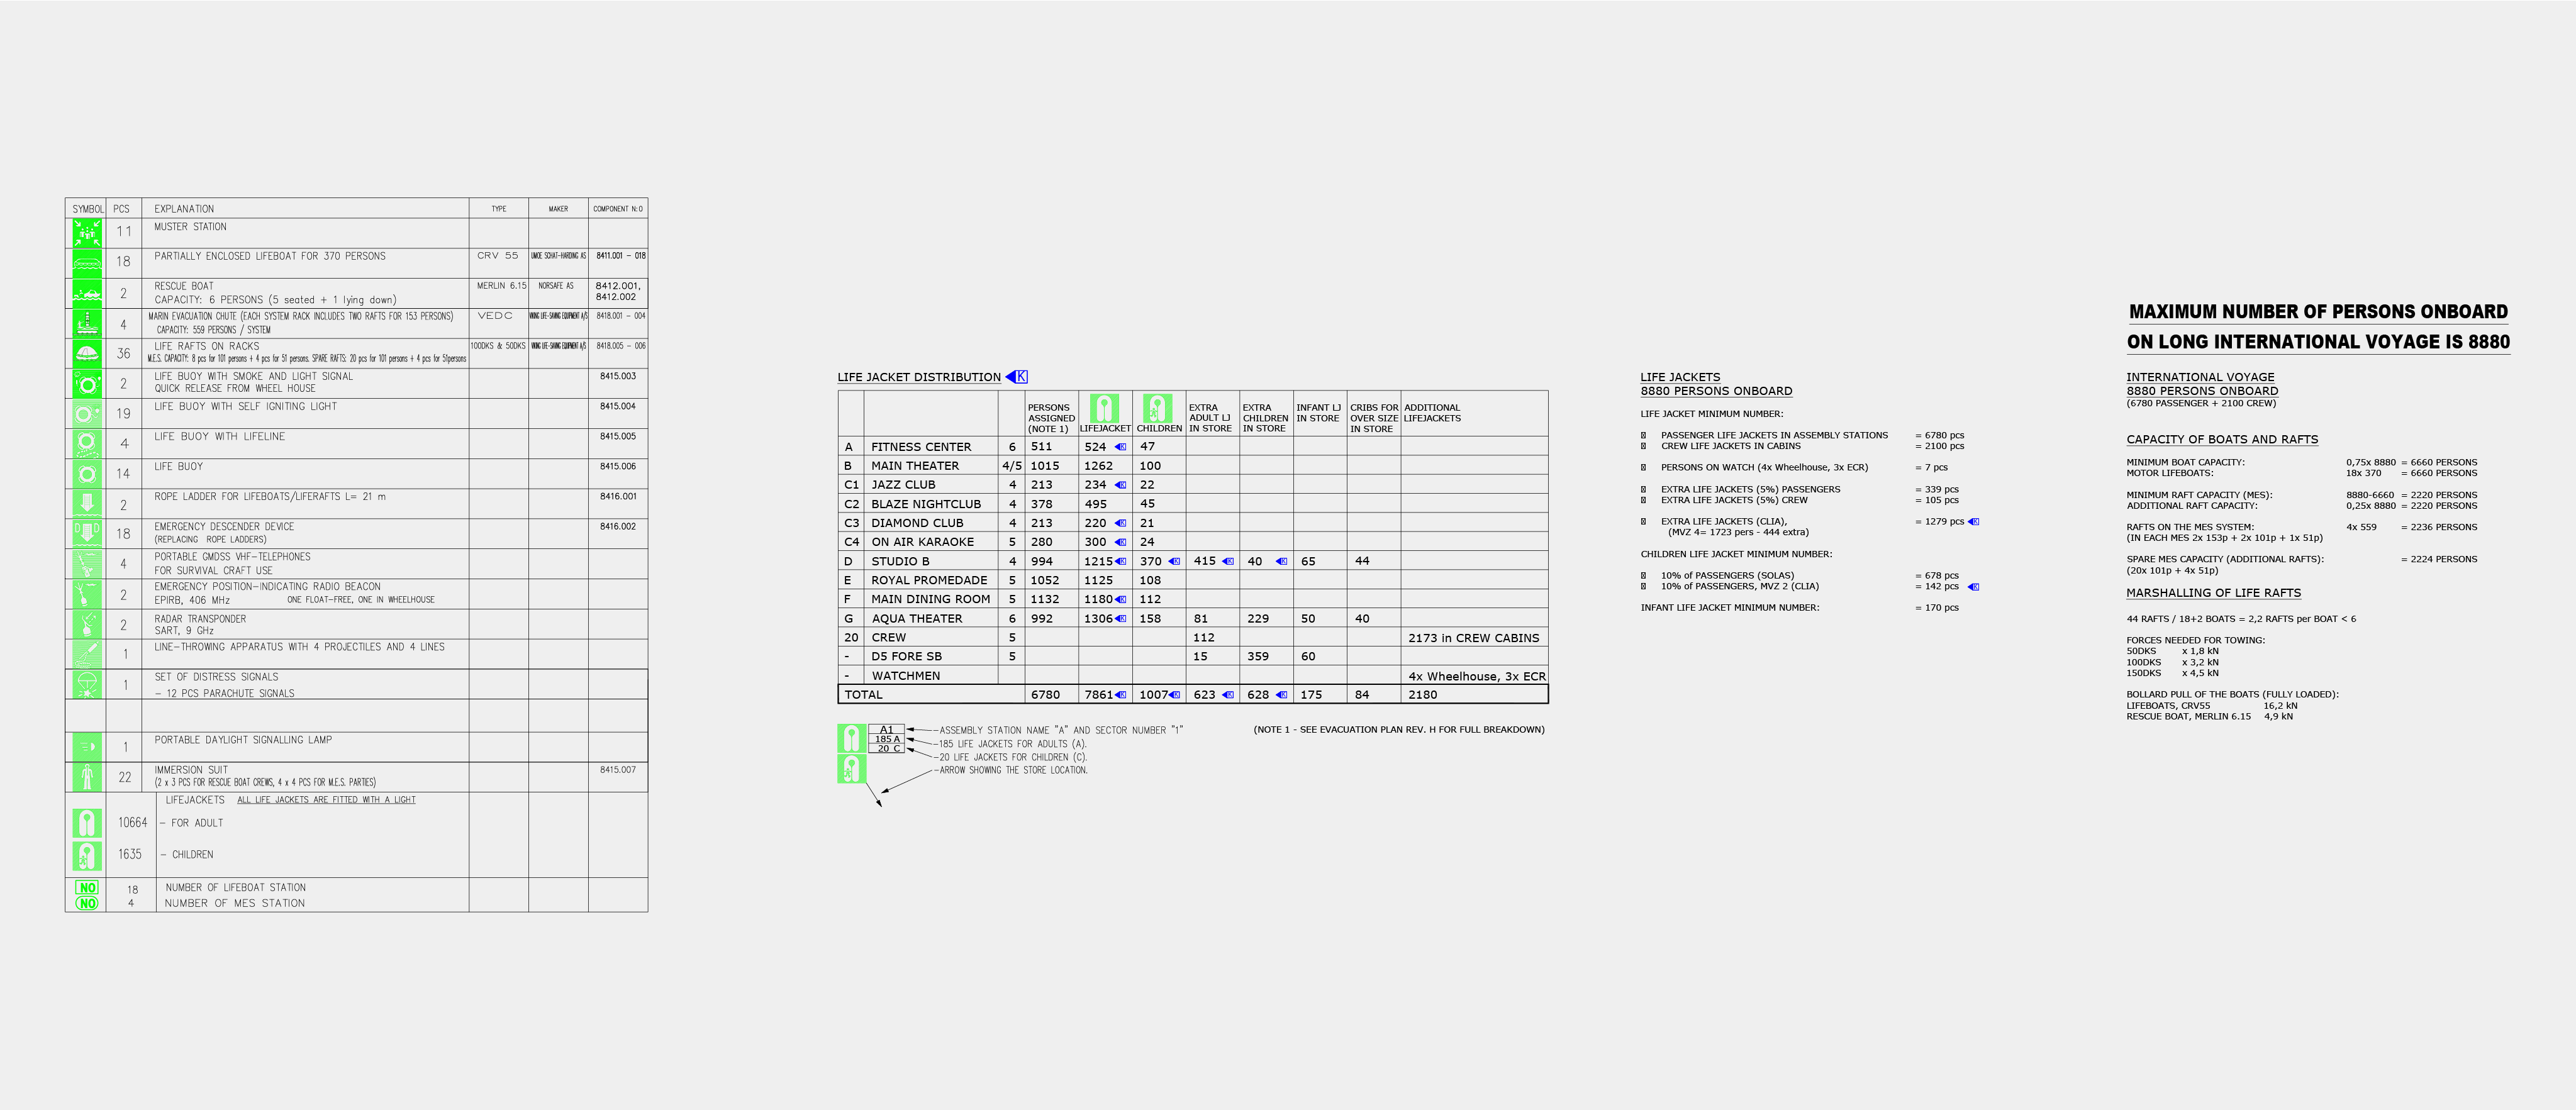 SYMBOL PCS EXPLANATION TYPE MAKER COMPONENT N:O
11 MUSTER STATION
18 PARTIALLY ENCLOSED LIFEBOAT FOR 370 PERSONS CRV 55 UMOE SCHAT-HARDING AS 8411.001 - 018
2 RESCUE BOAT MERLIN 6.15 NORSAFE AS 8412.001,
CAPACITY: 6 PERSONS (5 seated + 1 lying down) 8412.002
4 MARIN EVACUATION CHUTE (EACH SYSTEM RACK INCLUDES TWO RAFTS FOR 153 PERSONS) VEDC VIKING LIFE-SAVING EQUIPMENT A/S 8418.001 - 004
CAPACITY: 559 PERSONS / SYSTEM
36 LIFE RAFTS ON RACKS 100DKS & 50DKS VIKING LIFE-SAVING EQUIPMENT A/S 8418.005 - 006
M.E.S. CAPACITY: 8 pcs for 101 persons + 4 pcs for 51 persons. SPARE RAFTS: 20 pcs for 101 persons + 4 pcs for 51persons
2 LIFE BUOY WITH SMOKE AND LIGHT SIGNAL 8415.003
QUICK RELEASE FROM WHEEL HOUSE
19 LIFE BUOY WITH SELF IGNITING LIGHT 8415.004
4 LIFE BUOY WITH LIFELINE 8415.005
14 LIFE BUOY 8415.006
2 ROPE LADDER FOR LIFEBOATS/LIFERAFTS L= 21 m 8416.001
D D 18 EMERGENCY DESCENDER DEVICE 8416.002
(REPLACING ROPE LADDERS)
4 PORTABLE GMDSS VHF-TELEPHONES
FOR SURVIVAL CRAFT USE
2 EMERGENCY POSITION-INDICATING RADIO BEACON
EPIRB, 406 MHz ONE FLOAT-FREE, ONE IN WHEELHOUSE
2 RADAR TRANSPONDER
SART, 9 GHz
1 LINE-THROWING APPARATUS WITH 4 PROJECTILES AND 4 LINES
1 SET OF DISTRESS SIGNALS
- 12 PCS PARACHUTE SIGNALS
1 PORTABLE DAYLIGHT SIGNALLING LAMP
22 IMMERSION SUIT 8415.007
(2 x 3 PCS FOR RESCUE BOAT CREWS, 4 x 4 PCS FOR M.E.S. PARTIES)
LIFEJACKETS ALL LIFE JACKETS ARE FITTED WITH A LIGHT
10664 - FOR ADULT
1635 - CHILDREN
NO 18 NUMBER OF LIFEBOAT STATION
NO 4 NUMBER OF MES STATION
LIFE JACKET DISTRIBUTION K
PERSONS ASSIGNED (NOTE 1) LIFEJACKET CHILDREN EXTRA ADULT LJ IN STORE EXTRA CHILDREN IN STORE INFANT LJ IN STORE CRIBS FOR OVER SIZE IN STORE ADDITIONAL LIFEJACKETS
A FITNESS CENTER 6 511 524 K 47
B MAIN THEATER 4/5 1015 1262 100
C1 JAZZ CLUB 4 213 234 K 22
C2 BLAZE NIGHTCLUB 4 378 495 45
C3 DIAMOND CLUB 4 213 220 K 21
C4 ON AIR KARAOKE 5 280 300 K 24
D STUDIO B 4 994 1215 K 370 K 415 K 40 K 65 44
E ROYAL PROMEDADE 5 1052 1125 108
F MAIN DINING ROOM 5 1132 1180 K 112
G AQUA THEATER 6 992 1306 K 158 81 229 50 40
20 CREW 5 112 2173 in CREW CABINS
- D5 FORE SB 5 15 359 60
- WATCHMEN 4x Wheelhouse, 3x ECR
TOTAL 6780 7861 K 1007 K 623 K 628 K 175 84 2180
A1 -ASSEMBLY STATION NAME "A" AND SECTOR NUMBER "1" (NOTE 1 - SEE EVACUATION PLAN REV. H FOR FULL BREAKDOWN)
185 A -185 LIFE JACKETS FOR ADULTS (A).
20 C -20 LIFE JACKETS FOR CHILDREN (C).
-ARROW SHOWING THE STORE LOCATION.
LIFE JACKETS
8880 PERSONS ONBOARD
LIFE JACKET MINIMUM NUMBER:
PASSENGER LIFE JACKETS IN ASSEMBLY STATIONS = 6780 pcs
CREW LIFE JACKETS IN CABINS = 2100 pcs
PERSONS ON WATCH (4x Wheelhouse, 3x ECR) = 7 pcs
EXTRA LIFE JACKETS (5%) PASSENGERS = 339 pcs
EXTRA LIFE JACKETS (5%) CREW = 105 pcs
EXTRA LIFE JACKETS (CLIA), = 1279 pcs K
(MVZ 4= 1723 pers - 444 extra)
CHILDREN LIFE JACKET MINIMUM NUMBER:
10% of PASSENGERS (SOLAS) = 678 pcs
10% of PASSENGERS, MVZ 2 (CLIA) = 142 pcs K
INFANT LIFE JACKET MINIMUM NUMBER: = 170 pcs
MAXIMUM NUMBER OF PERSONS ONBOARD
ON LONG INTERNATIONAL VOYAGE IS 8880
INTERNATIONAL VOYAGE
8880 PERSONS ONBOARD
(6780 PASSENGER + 2100 CREW)
CAPACITY OF BOATS AND RAFTS
MINIMUM BOAT CAPACITY: 0,75x 8880 = 6660 PERSONS
MOTOR LIFEBOATS: 18x 370 = 6660 PERSONS
MINIMUM RAFT CAPACITY (MES): 8880-6660 = 2220 PERSONS
ADDITIONAL RAFT CAPACITY: 0,25x 8880 = 2220 PERSONS
RAFTS ON THE MES SYSTEM: 4x 559 = 2236 PERSONS
(IN EACH MES 2x 153p + 2x 101p + 1x 51p)
SPARE MES CAPACITY (ADDITIONAL RAFTS): = 2224 PERSONS
(20x 101p + 4x 51p)
MARSHALLING OF LIFE RAFTS
44 RAFTS / 18+2 BOATS = 2,2 RAFTS per BOAT < 6
FORCES NEEDED FOR TOWING:
50DKS x 1,8 kN
100DKS x 3,2 kN
150DKS x 4,5 kN
BOLLARD PULL OF THE BOATS (FULLY LOADED):
LIFEBOATS, CRV55 16,2 kN
RESCUE BOAT, MERLIN 6.15 4,9 kN